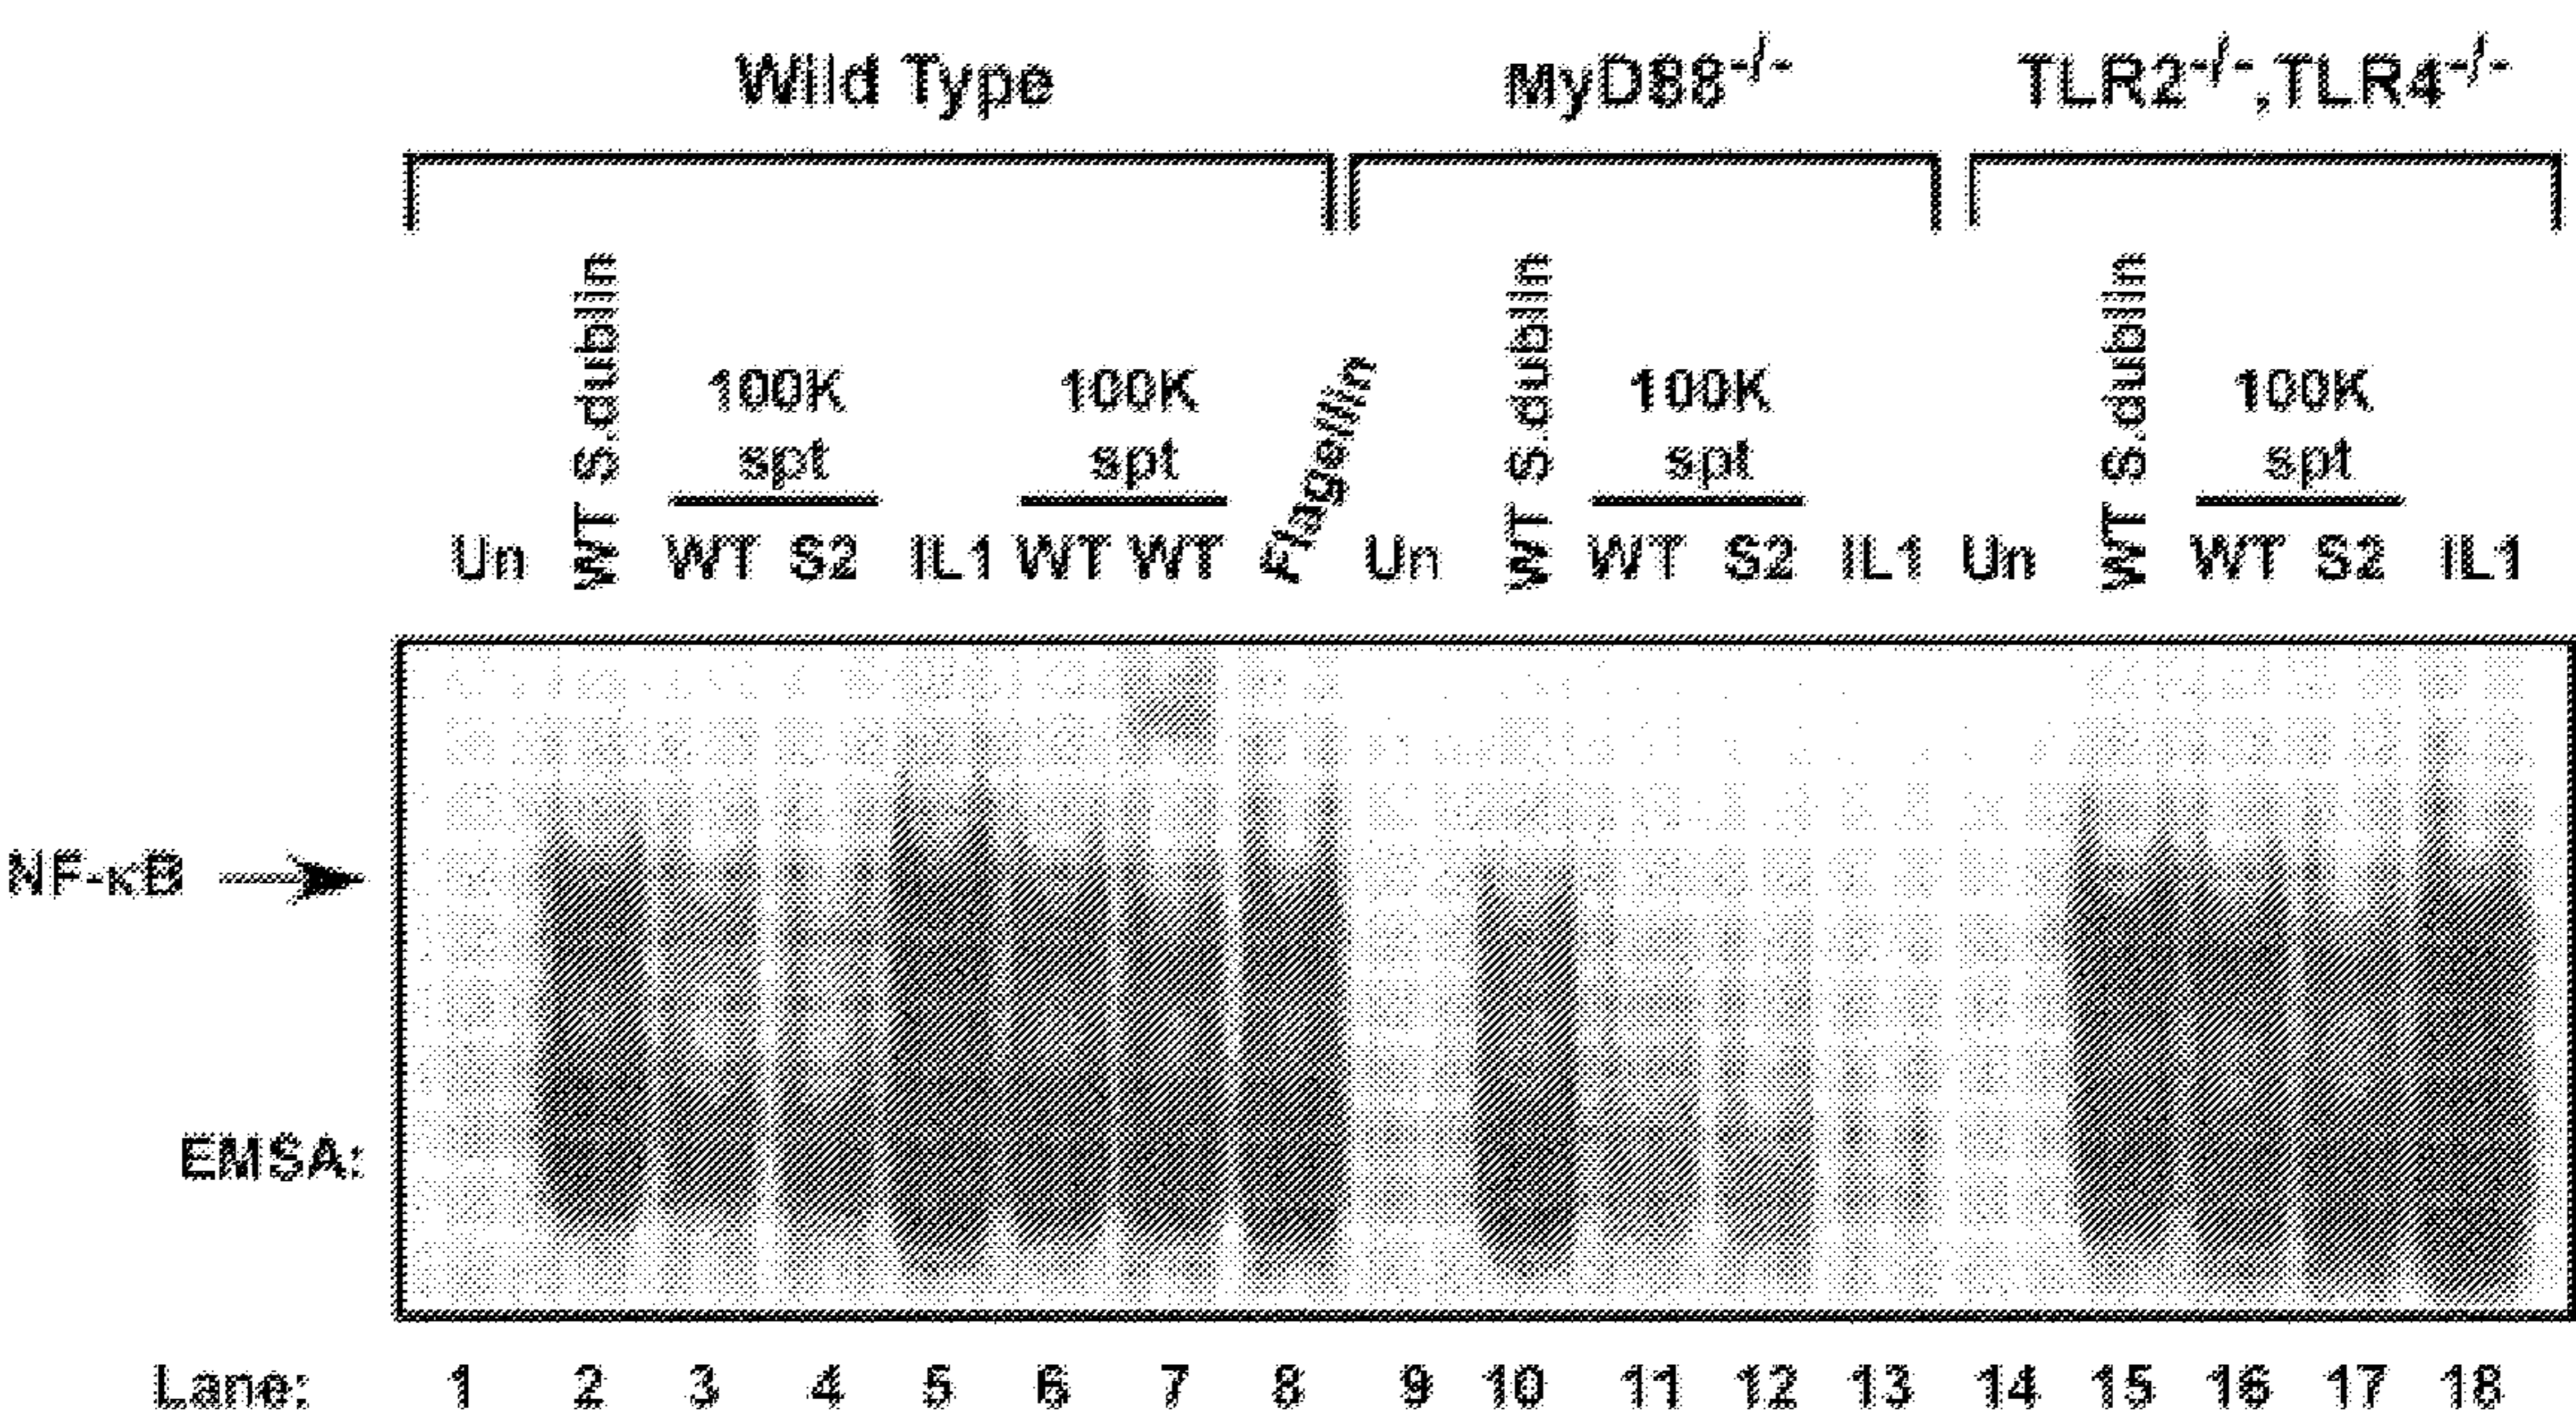 Wild Type MyD88-/- TLR2-/-,TLR4-/-
WT S.dublin WT S.dublin WT S.dublin
100K 100K 100K 100K
spt spt spt spt
Un WT S2 IL1 WT WT Flagellin Un WT S2 IL1 Un WT S2 IL1
NF-κB
EMSA:
Lane: 1 2 3 4 5 6 7 8 9 10 11 12 13 14 15 16 17 18